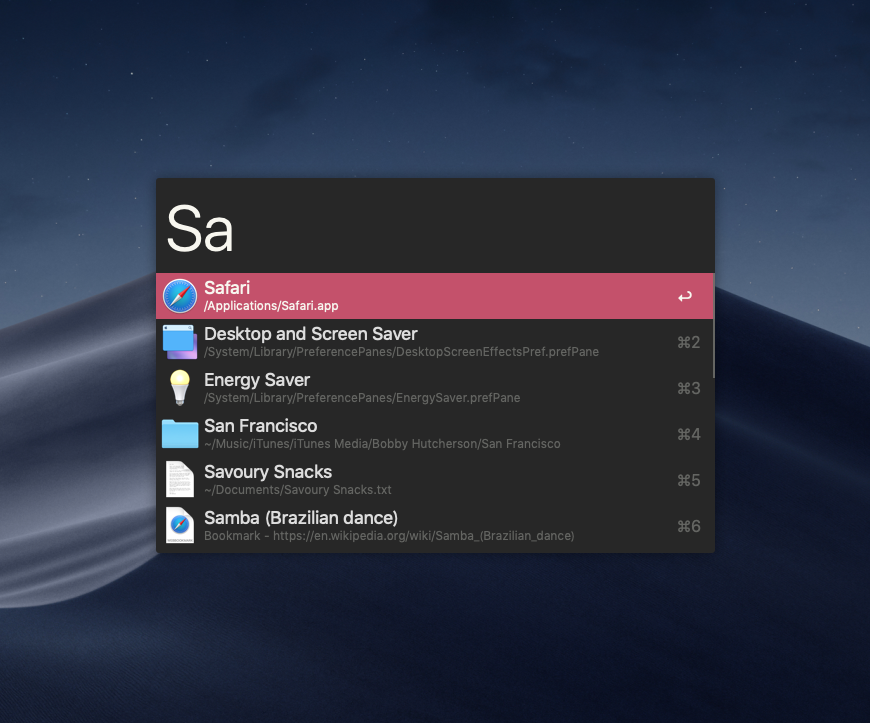 Sa
Safari
/Applications/Safari.app
↩
Desktop and Screen Saver
/System/Library/PreferencePanes/DesktopScreenEffectsPref.prefPane
⌘2
Energy Saver
/System/Library/PreferencePanes/EnergySaver.prefPane
⌘3
San Francisco
~/Music/iTunes/iTunes Media/Bobby Hutcherson/San Francisco
⌘4
Savoury Snacks
~/Documents/Savoury Snacks.txt
⌘5
Samba (Brazilian dance)
Bookmark - https://en.wikipedia.org/wiki/Samba_(Brazilian_dance)
⌘6